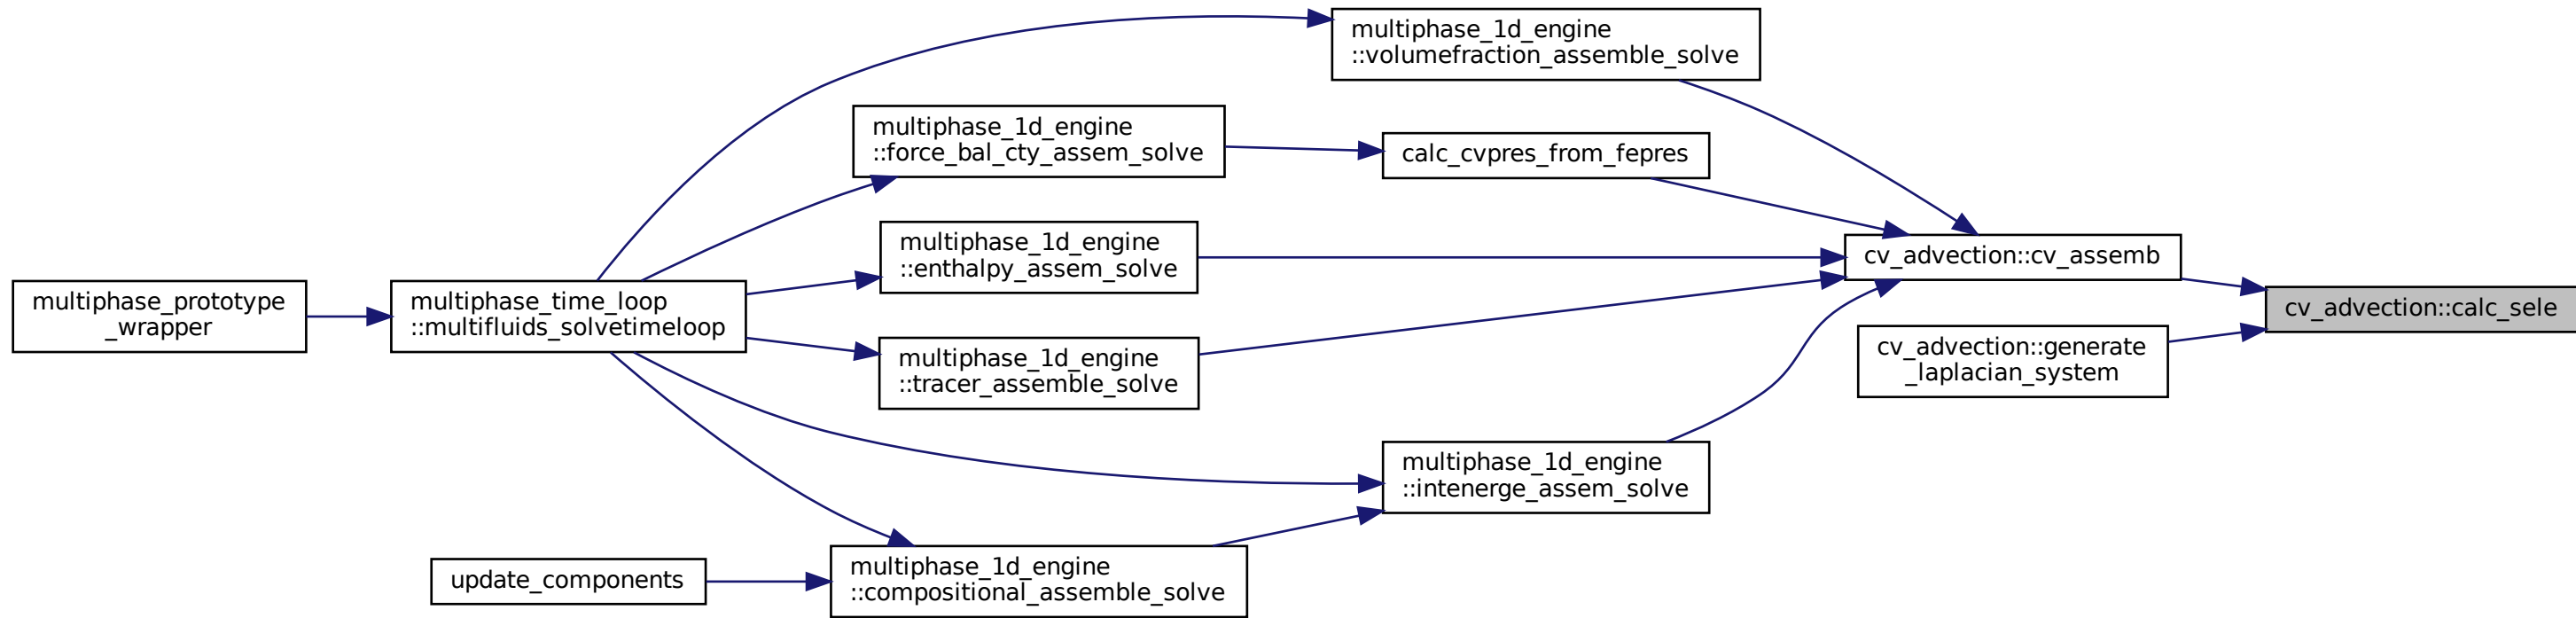 multiphase_1d_engine
::volumefraction_assemble_solve
multiphase_1d_engine
::force_bal_cty_assem_solve
calc_cvpres_from_fepres
multiphase_1d_engine
::enthalpy_assem_solve
cv_advection::cv_assemb
multiphase_prototype
_wrapper
multiphase_time_loop
::multifluids_solvetimeloop
cv_advection::calc_sele
multiphase_1d_engine
::tracer_assemble_solve
cv_advection::generate
_laplacian_system
multiphase_1d_engine
::intenerge_assem_solve
update_components
multiphase_1d_engine
::compositional_assemble_solve